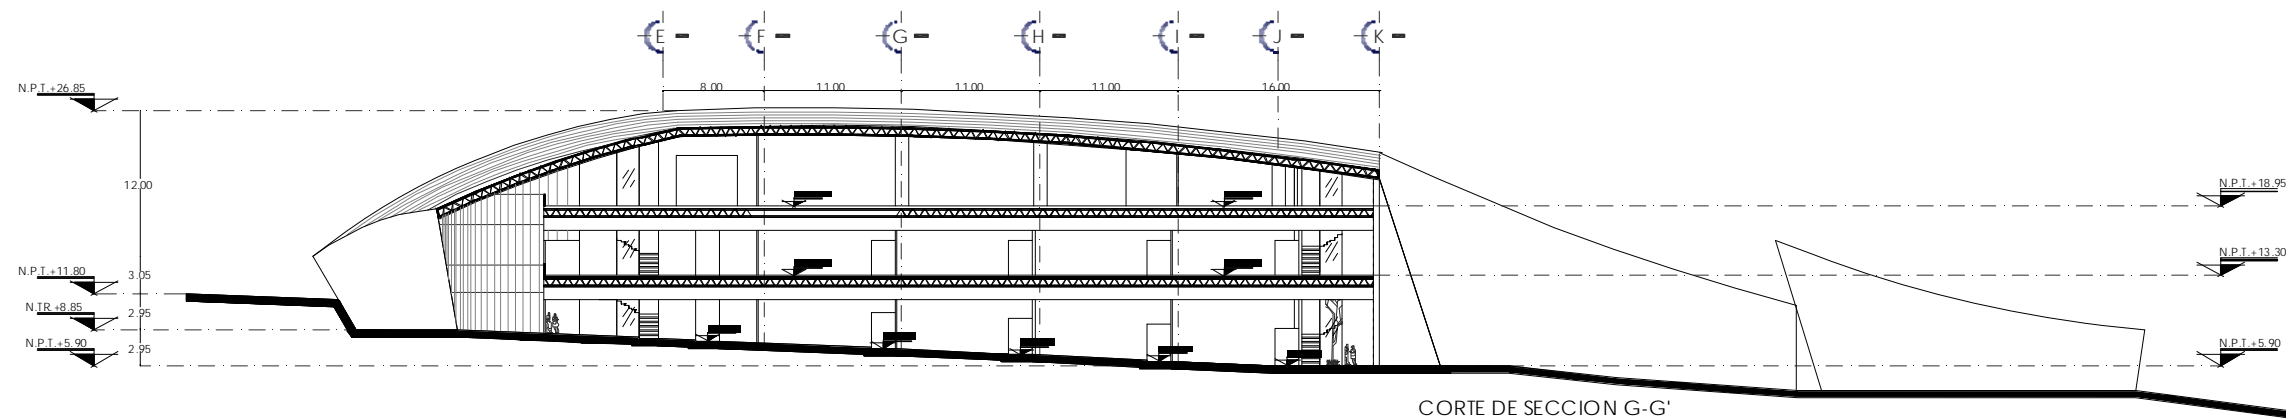 E F G H I J K
N.P.T.+26.85
8.00 11.00 11.00 11.00 16.00
12.00
N.P.T.+18.95
N.P.T.+11.80
3.05
N.P.T.+13.30
N.TR.+8.85
2.95
N.P.T.+5.90
2.95
N.P.T.+5.90
CORTE DE SECCION G-G'